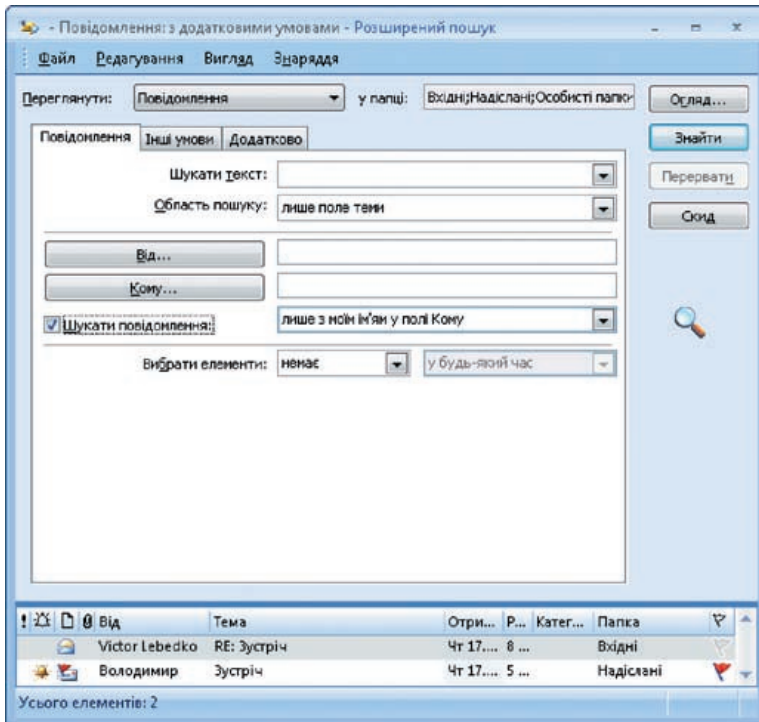 - Повідомлення: з додатковими умовами - Розширений пошук
Файл Редагування Вигляд Знаряддя
Переглянути: Повідомлення у папці: Вхідні;Надіслані;Особисті папки Огляд...
Повідомлення Інші умови Додатково Знайти
Шукати текст: Перервати
Область пошуку: лише поле теми Скид
Від...
Кому...
Шукати повідомлення: лише з моїм ім'ям у полі Кому
Вибрати елементи: немає у будь-який час
! Від Тема Отри... Р... Катег... Папка
Victor Lebedko RE: Зустріч Чт 17.... 8 ... Вхідні
Володимир Зустріч Чт 17.... 5 ... Надіслані
Усього елементів: 2